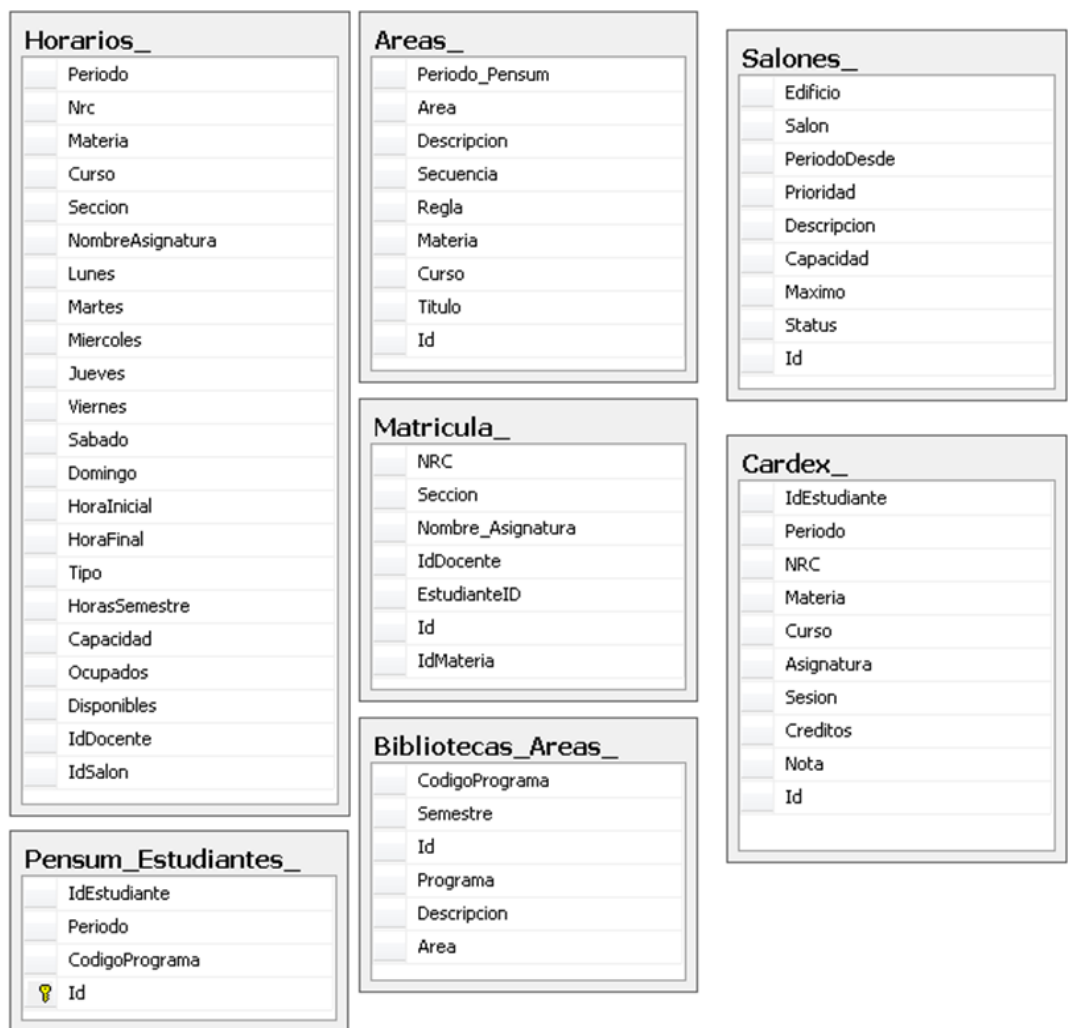 Horarios_
Periodo
Nrc
Materia
Curso
Seccion
NombreAsignatura
Lunes
Martes
Miercoles
Jueves
Viernes
Sabado
Domingo
HoraInicial
HoraFinal
Tipo
HorasSemestre
Capacidad
Ocupados
Disponibles
IdDocente
IdSalon
Pensum_Estudiantes_
IdEstudiante
Periodo
CodigoPrograma
Id
Areas_
Periodo_Pensum
Area
Descripcion
Secuencia
Regla
Materia
Curso
Titulo
Id
Matricula_
NRC
Seccion
Nombre_Asignatura
IdDocente
EstudianteID
Id
IdMateria
Bibliotecas_Areas_
CodigoPrograma
Semestre
Id
Programa
Descripcion
Area
Salones_
Edificio
Salon
PeriodoDesde
Prioridad
Descripcion
Capacidad
Maximo
Status
Id
Cardex_
IdEstudiante
Periodo
NRC
Materia
Curso
Asignatura
Sesion
Creditos
Nota
Id